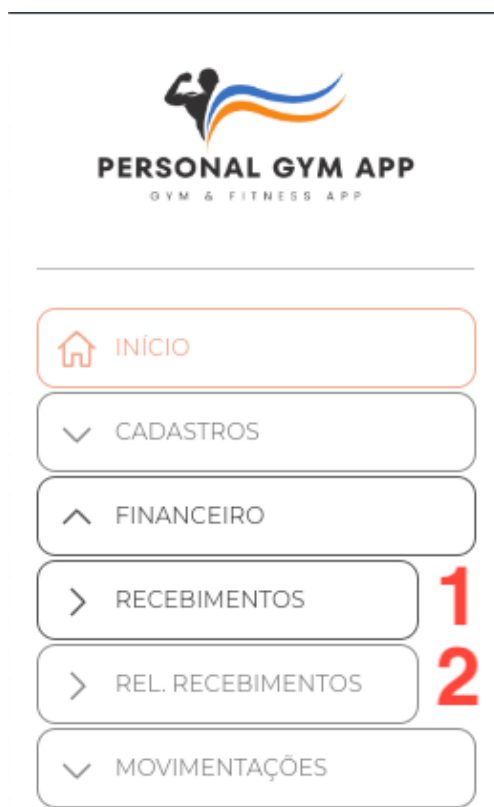 PERSONAL GYM APP
GYM & FITNESS APP
INÍCIO
CADASTROS
FINANCEIRO
RECEBIMENTOS 1
REL. RECEBIMENTOS 2
MOVIMENTAÇÕES